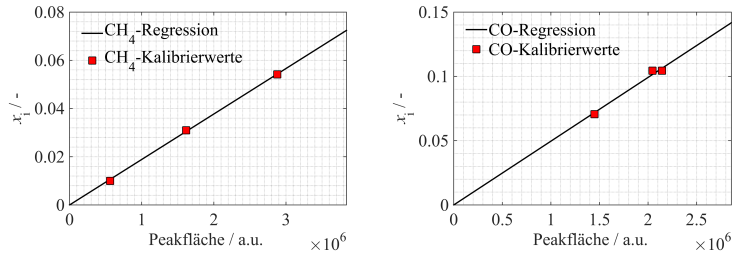 0.08
CH4-Regression
CH4-Kalibrierwerte
0.06
0.04
0.02
0
xi / -
0 1 2 3
Peakfläche / a.u.
×10^6
0.15
CO-Regression
CO-Kalibrierwerte
0.1
0.05
0
xi / -
0 0.5 1 1.5 2 2.5
Peakfläche / a.u.
×10^6